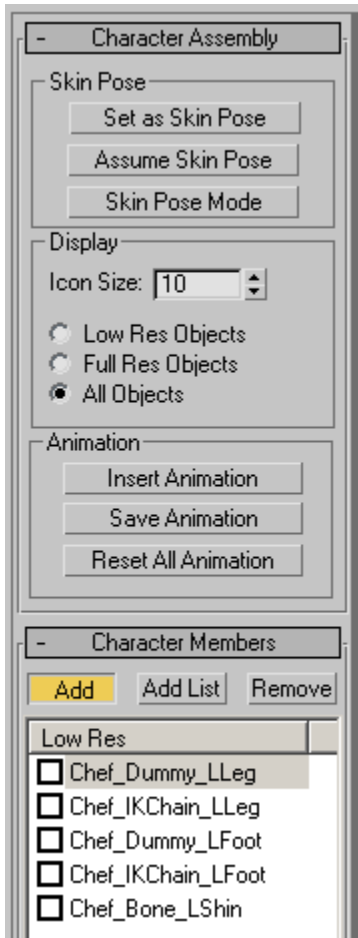 - Character Assembly
Skin Pose
Set as Skin Pose
Assume Skin Pose
Skin Pose Mode
Display
Icon Size: 10
Low Res Objects
Full Res Objects
All Objects
Animation
Insert Animation
Save Animation
Reset All Animation
- Character Members
Add Add List Remove
Low Res
Chef_Dummy_LLeg
Chef_IKChain_LLeg
Chef_Dummy_LFoot
Chef_IKChain_LFoot
Chef_Bone_LShin